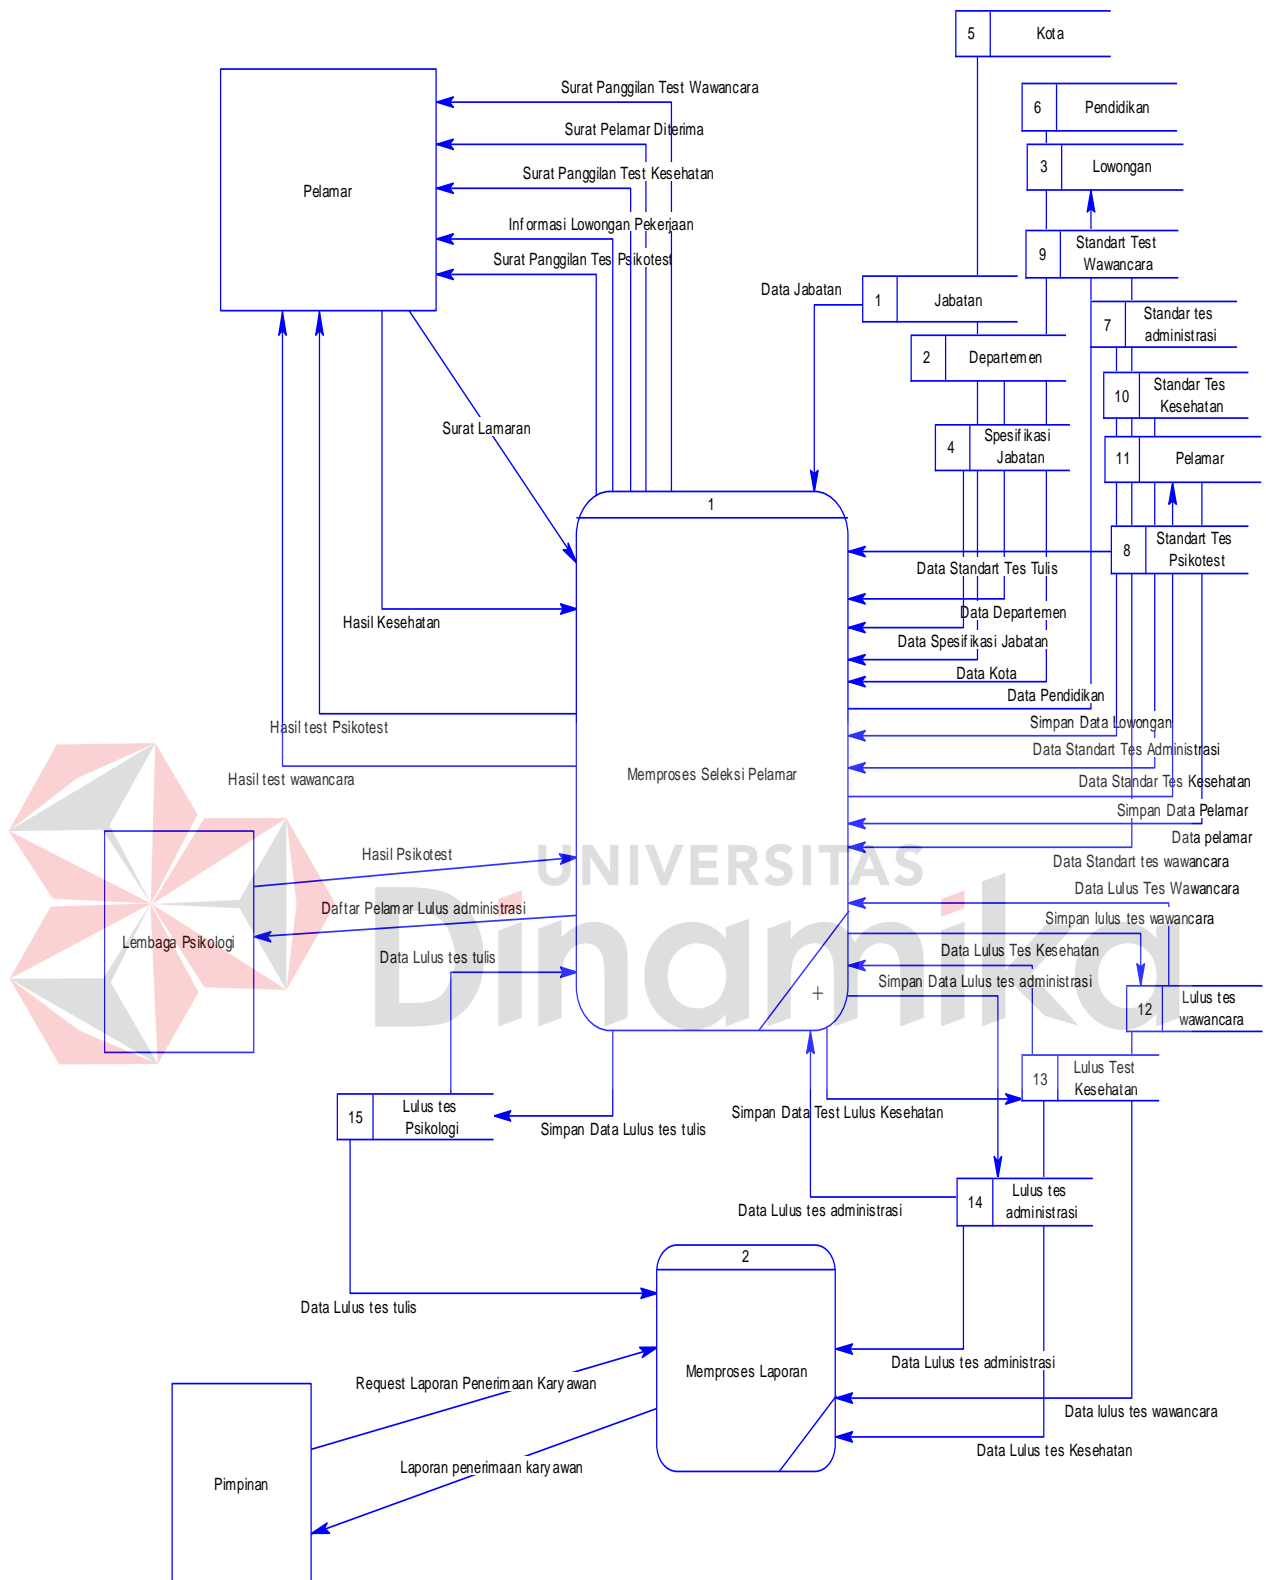 5
Kota
Surat Panggilan Test Wawancara
6
Pendidikan
Surat Pelamar Diterima
3
Lowongan
Surat Panggilan Test Kesehatan
Pelamar
Informasi Lowongan Pekerjaan
9
Standart Test
Wawancara
Surat Panggilan Tes Psikotest
Data Jabatan
1
Jabatan
7
Standar tes
administrasi
2
Departemen
10
Standar Tes
Kesehatan
Surat Lamaran
4
Spesifikasi
Jabatan
11
Pelamar
1
8
Standart Tes
Psikotest
Data Standart Tes Tulis
Data Departemen
Hasil Kesehatan
Data Spesifikasi Jabatan
Data Kota
Data Pendidikan
Simpan Data Lowongan
Hasil test Psikotest
Data Standart Tes Administrasi
Memproses Seleksi Pelamar
Hasil test wawancara
Data Standar Tes Kesehatan
Simpan Data Pelamar
Data pelamar
Hasil Psikotest
Data Standart tes wawancara
UNIVERSITAS
Dinamika
Data Lulus Tes Wawancara
Daftar Pelamar Lulus administrasi
Simpan lulus tes wawancara
Lembaga Psikologi
Data Lulus tes tulis
Data Lulus Tes Kesehatan
Simpan Data Lulus tes administrasi
+
12
Lulus tes
wawancara
13
Lulus Test
Kesehatan
15
Lulus tes
Psikologi
Simpan Data Test Lulus Kesehatan
Simpan Data Lulus tes tulis
14
Lulus tes
administrasi
Data Lulus tes administrasi
2
Data Lulus tes tulis
Data Lulus tes administrasi
Memproses Laporan
Request Laporan Penerimaan Karyawan
Data lulus tes wawancara
Data Lulus tes Kesehatan
Laporan penerimaan karyawan
Pimpinan